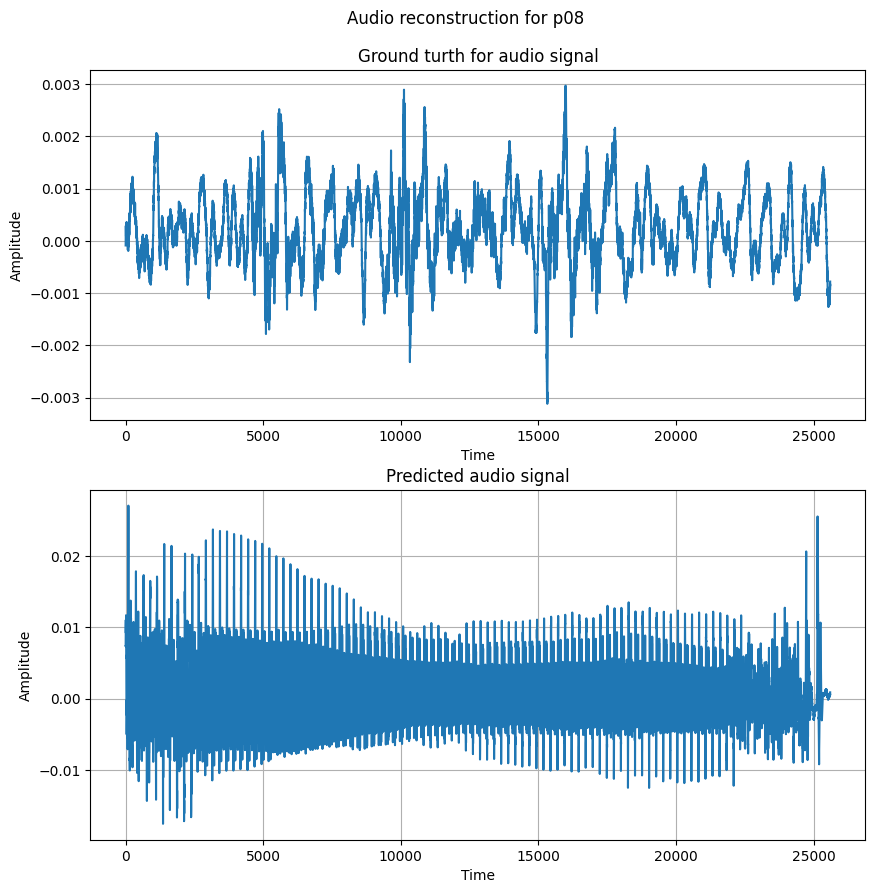 Audio reconstruction for p08
Ground turth for audio signal
0.003
0.002
0.001
0.000
−0.001
−0.002
−0.003
Amplitude
0 5000 10000 15000 20000 25000
Time
Predicted audio signal
0.02
0.01
0.00
−0.01
Amplitude
0 5000 10000 15000 20000 25000
Time